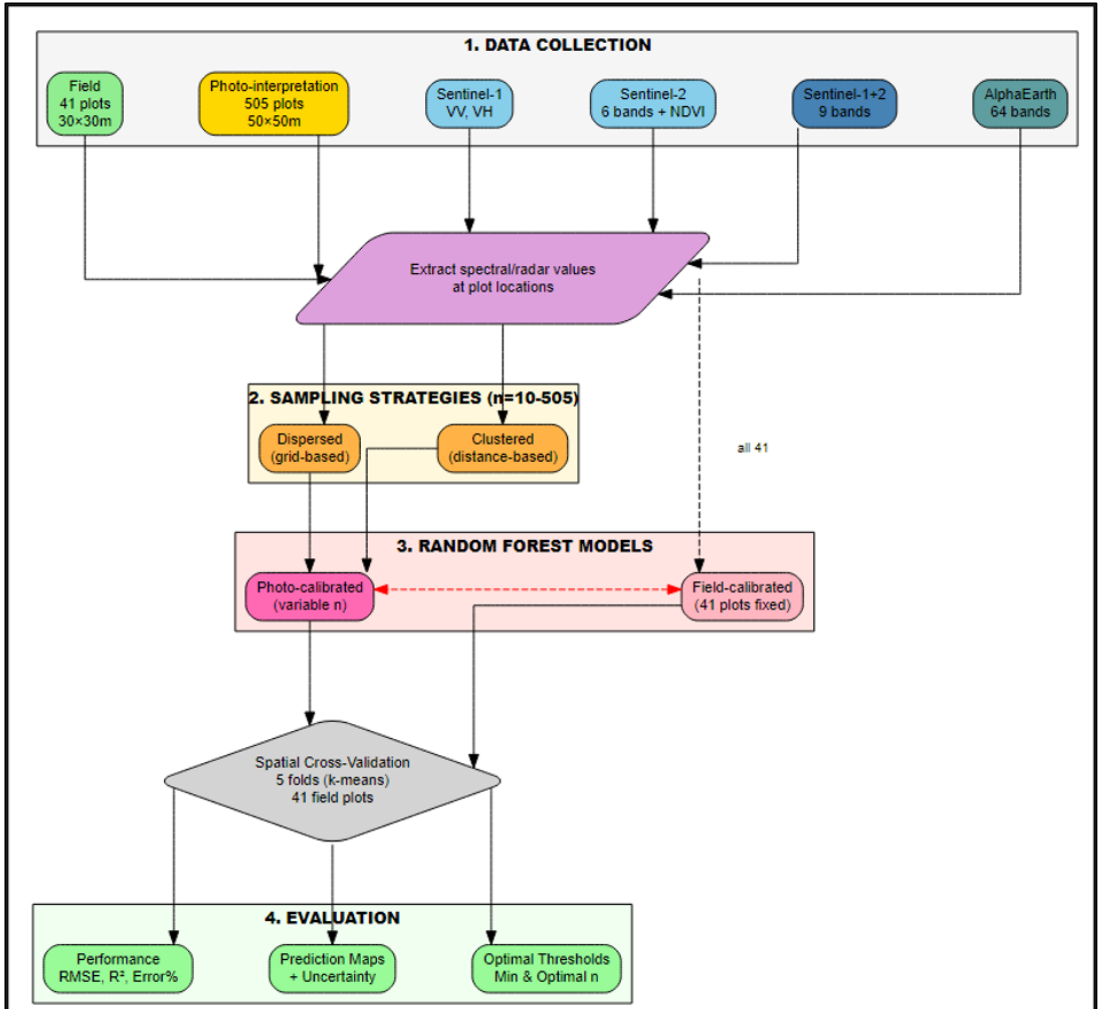 1. DATA COLLECTION
Field
41 plots
30×30m
Photo-interpretation
505 plots
50×50m
Sentinel-1
VV, VH
Sentinel-2
6 bands + NDVI
Sentinel-1+2
9 bands
AlphaEarth
64 bands
Extract spectral/radar values
at plot locations
2. SAMPLING STRATEGIES (n=10-505)
Dispersed
(grid-based)
Clustered
(distance-based)
all 41
3. RANDOM FOREST MODELS
Photo-calibrated
(variable n)
Field-calibrated
(41 plots fixed)
Spatial Cross-Validation
5 folds (k-means)
41 field plots
4. EVALUATION
Performance
RMSE, R², Error%
Prediction Maps
+ Uncertainty
Optimal Thresholds
Min & Optimal n